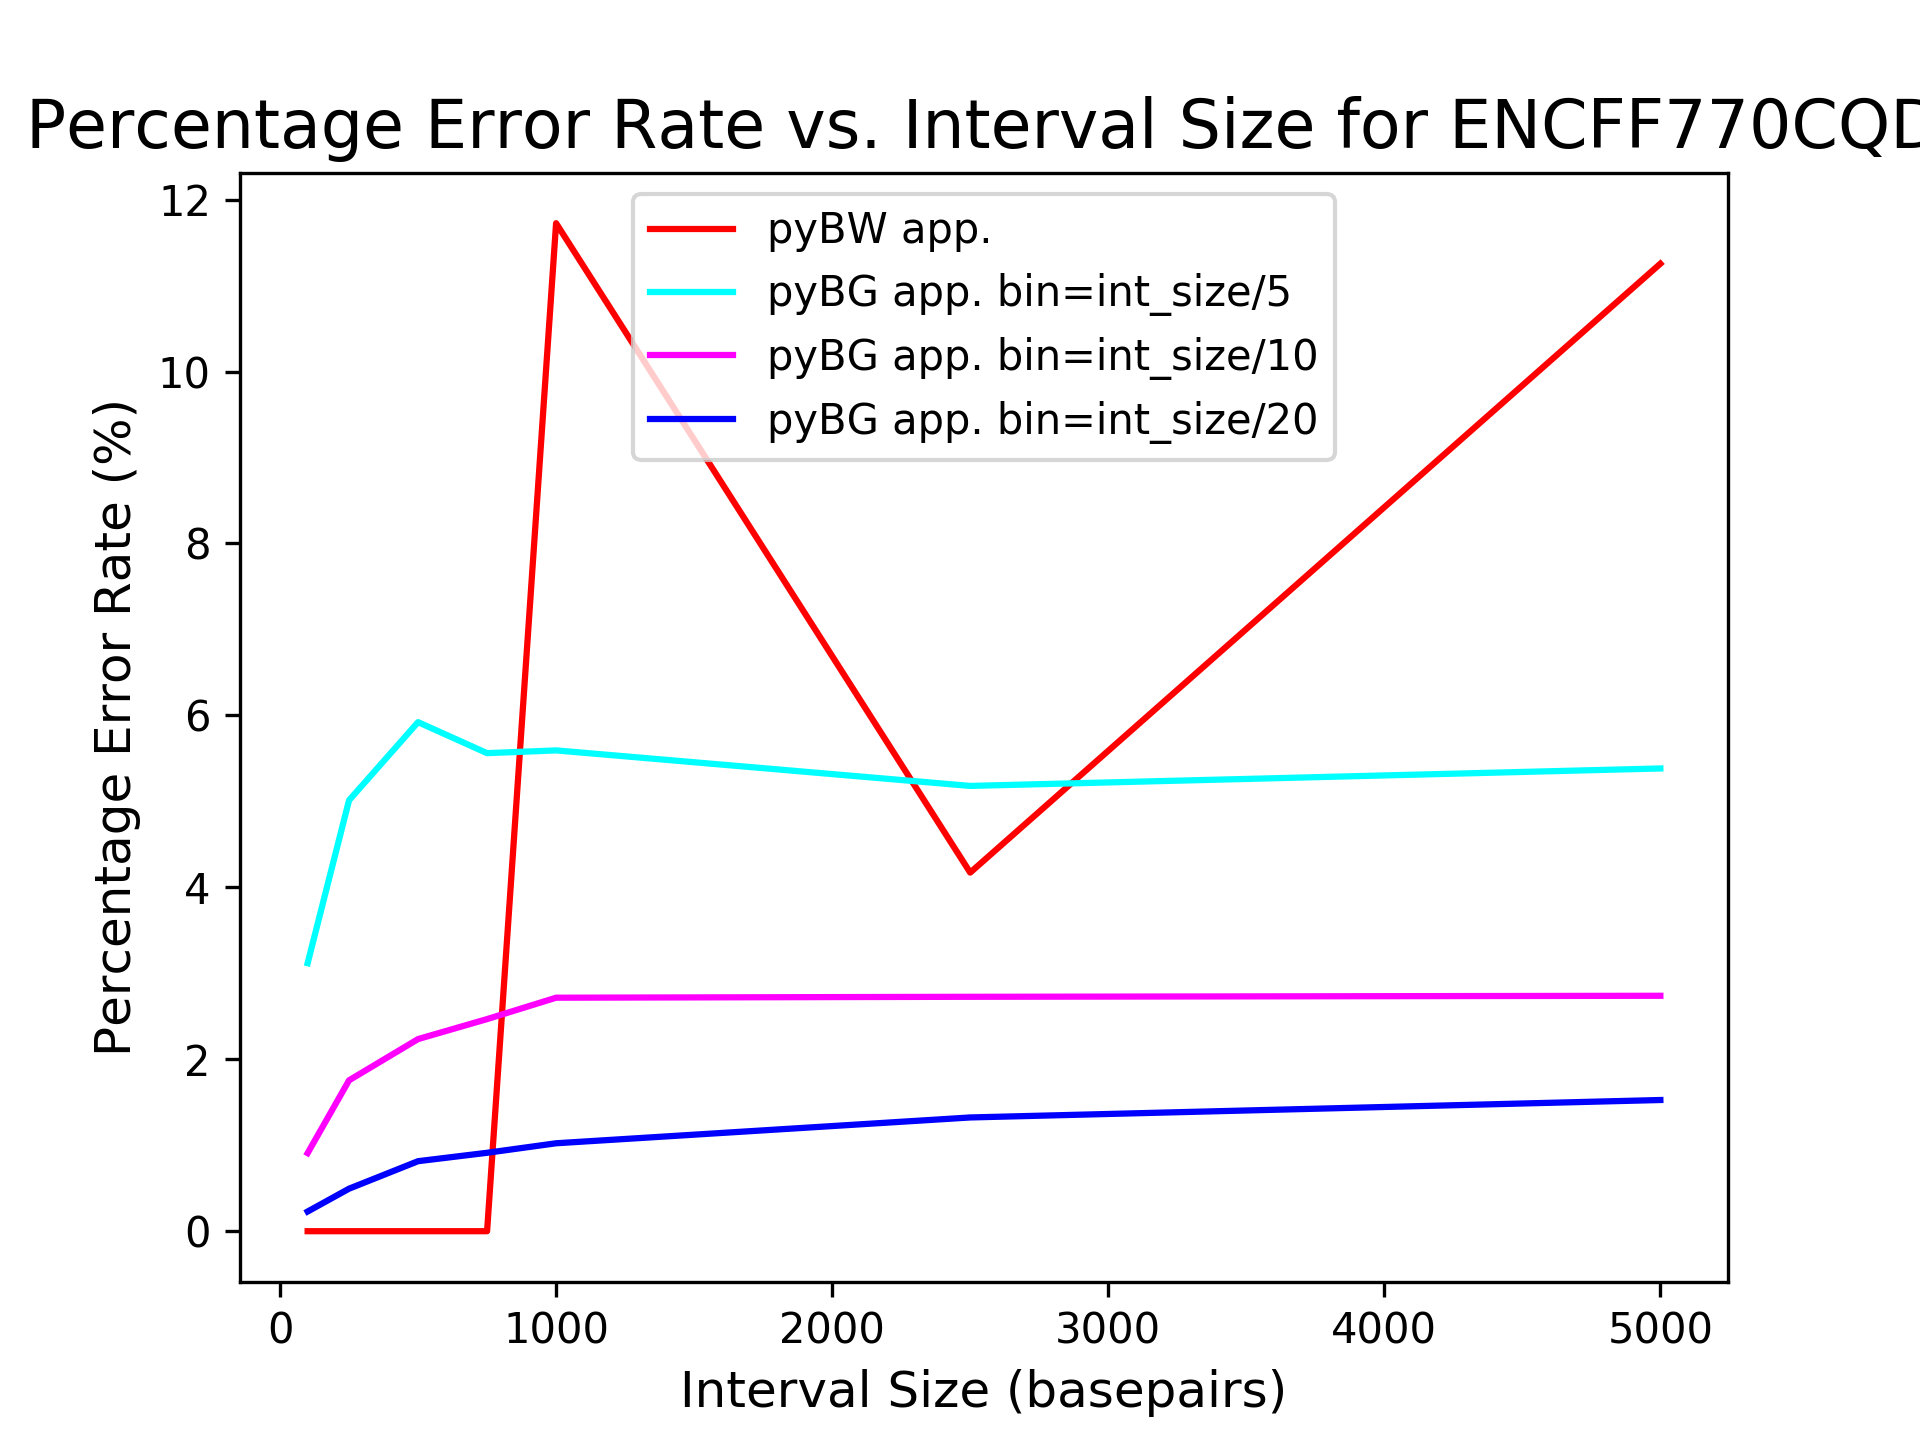 Percentage Error Rate vs. Interval Size for ENCFF770CQD
12
10
8
6
4
2
0
Percentage Error Rate (%)
pyBW app.
pyBG app. bin=int_size/5
pyBG app. bin=int_size/10
pyBG app. bin=int_size/20
0 1000 2000 3000 4000 5000
Interval Size (basepairs)